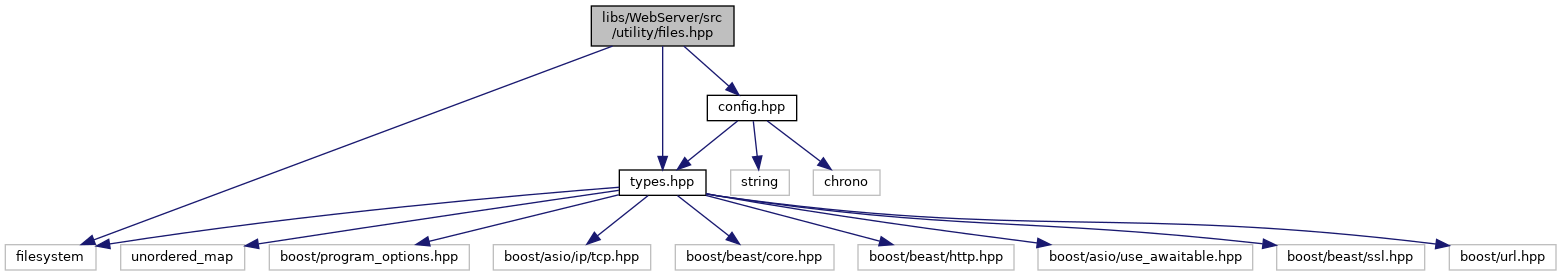 libs/WebServer/src
/utility/files.hpp
config.hpp
types.hpp
string
chrono
filesystem
unordered_map
boost/program_options.hpp
boost/asio/ip/tcp.hpp
boost/beast/core.hpp
boost/beast/http.hpp
boost/asio/use_awaitable.hpp
boost/beast/ssl.hpp
boost/url.hpp